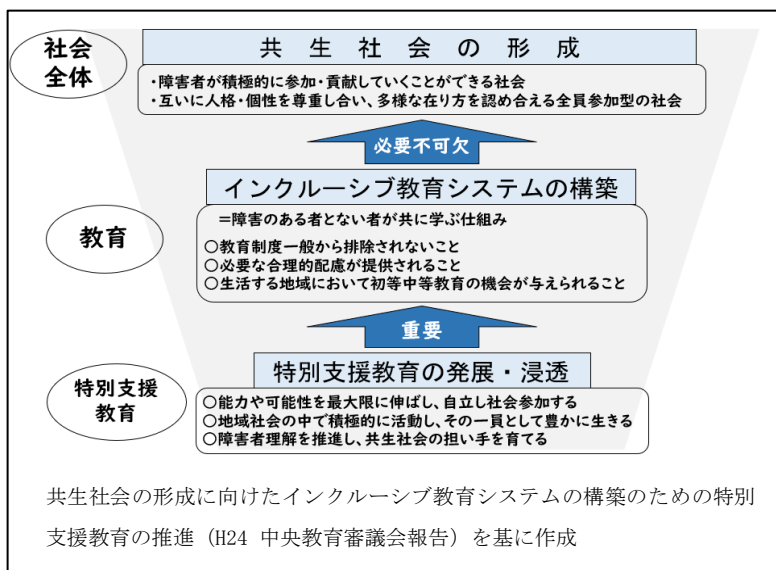 社会
全体
共生社会の形成
・障害者が積極的に参加・貢献していくことができる社会
・互いに人格・個性を尊重し合い、多様な在り方を認め合える全員参加型の社会
必要不可欠
インクルーシブ教育システムの構築
教育
=障害のある者とない者が共に学ぶ仕組み
○教育制度一般から排除されないこと
○必要な合理的配慮が提供されること
○生活する地域において初等中等教育の機会が与えられること
重要
特別支援教育の発展・浸透
特別支援
教育
○能力や可能性を最大限に伸ばし、自立し社会参加する
○地域社会の中で積極的に活動し、その一員として豊かに生きる
○障害者理解を推進し、共生社会の担い手を育てる
共生社会の形成に向けたインクルーシブ教育システムの構築のための特別
支援教育の推進（H24 中央教育審議会報告）を基に作成